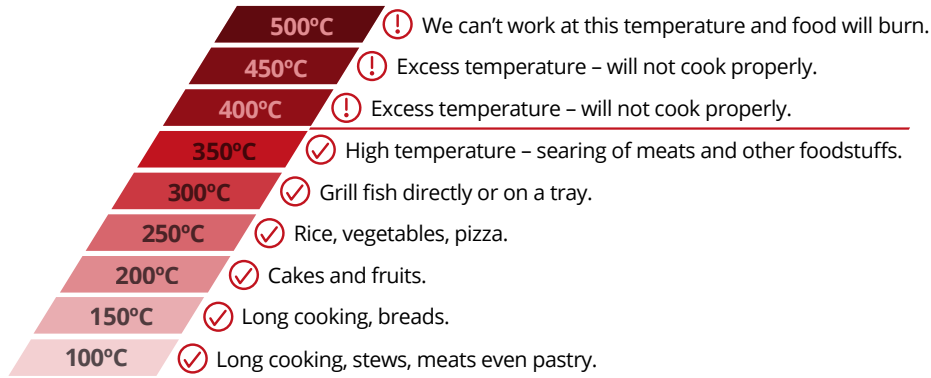 500ºC We can’t work at this temperature and food will burn.
450ºC Excess temperature – will not cook properly.
400ºC Excess temperature – will not cook properly.
350ºC High temperature – searing of meats and other foodstuffs.
300ºC Grill fish directly or on a tray.
250ºC Rice, vegetables, pizza.
200ºC Cakes and fruits.
150ºC Long cooking, breads.
100ºC Long cooking, stews, meats even pastry.